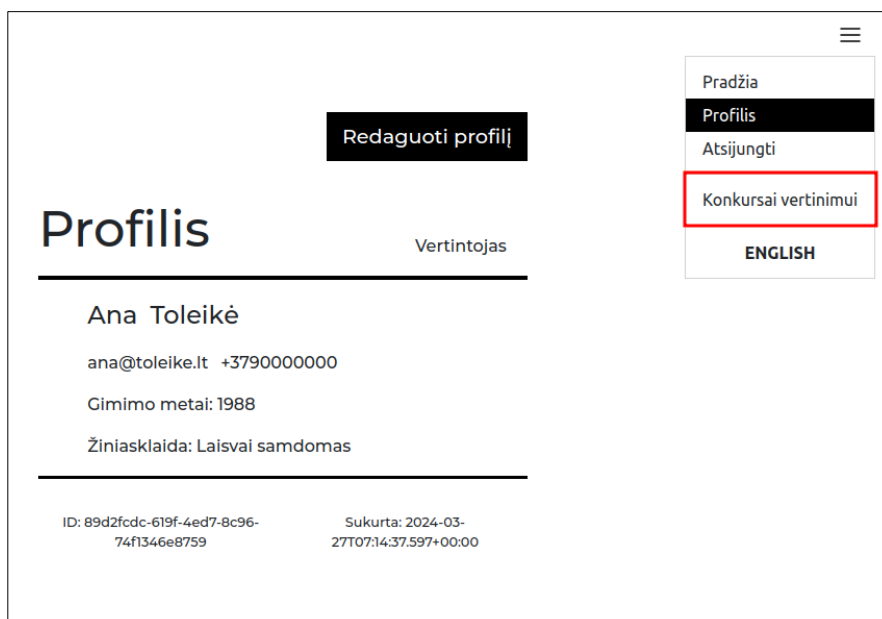 Pradžia
Profilis
Atsijungti
Konkursai vertinimui
ENGLISH
Redaguoti profilį
Profilis
Vertintojas
Ana Toleikė
ana@toleike.lt +3790000000
Gimimo metai: 1988
Žiniasklaida: Laisvai samdomas
ID: 89d2fcdc-619f-4ed7-8c96-
74f1346e8759
Sukurta: 2024-03-
27T07:14:37.597+00:00